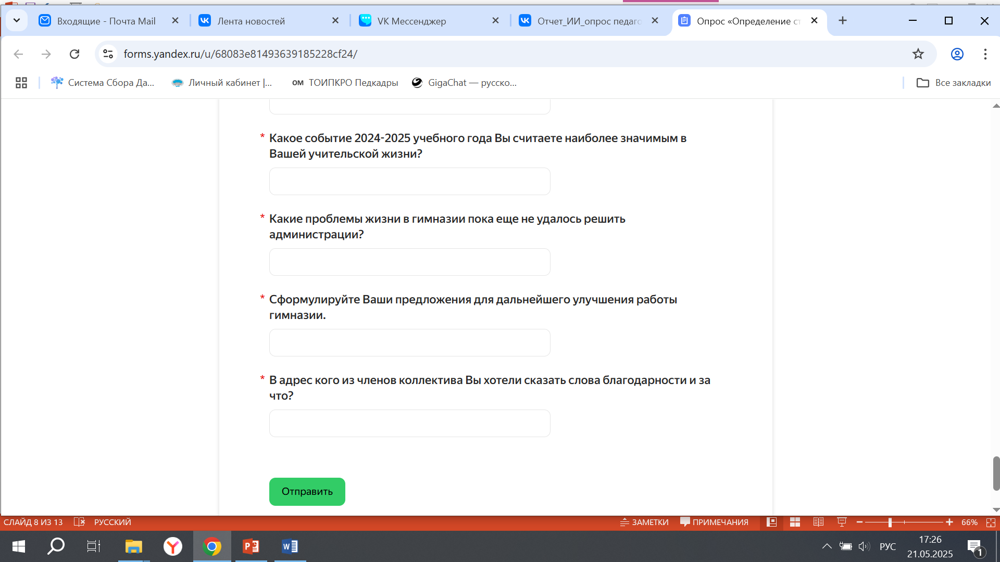 Входящие - Почта Mail
Лента новостей
VK Мессенджер
Отчет_ИИ_опрос педаго
Опрос «Определение ст
forms.yandex.ru/u/68083e81493639185228cf24/
Система Сбора Да...
Личный кабинет |...
ОМ ТОИПКРО Педкадры
GigaChat — русско...
Все закладки
* Какое событие 2024-2025 учебного года Вы считаете наиболее значимым в
Вашей учительской жизни?
* Какие проблемы жизни в гимназии пока еще не удалось решить
администрации?
* Сформулируйте Ваши предложения для дальнейшего улучшения работы
гимназии.
* В адрес кого из членов коллектива Вы хотели сказать слова благодарности и за
что?
Отправить
СЛАЙД 8 ИЗ 13 РУССКИЙ ЗАМЕТКИ ПРИМЕЧАНИЯ 66%
РУС
17:26
21.05.2025
1